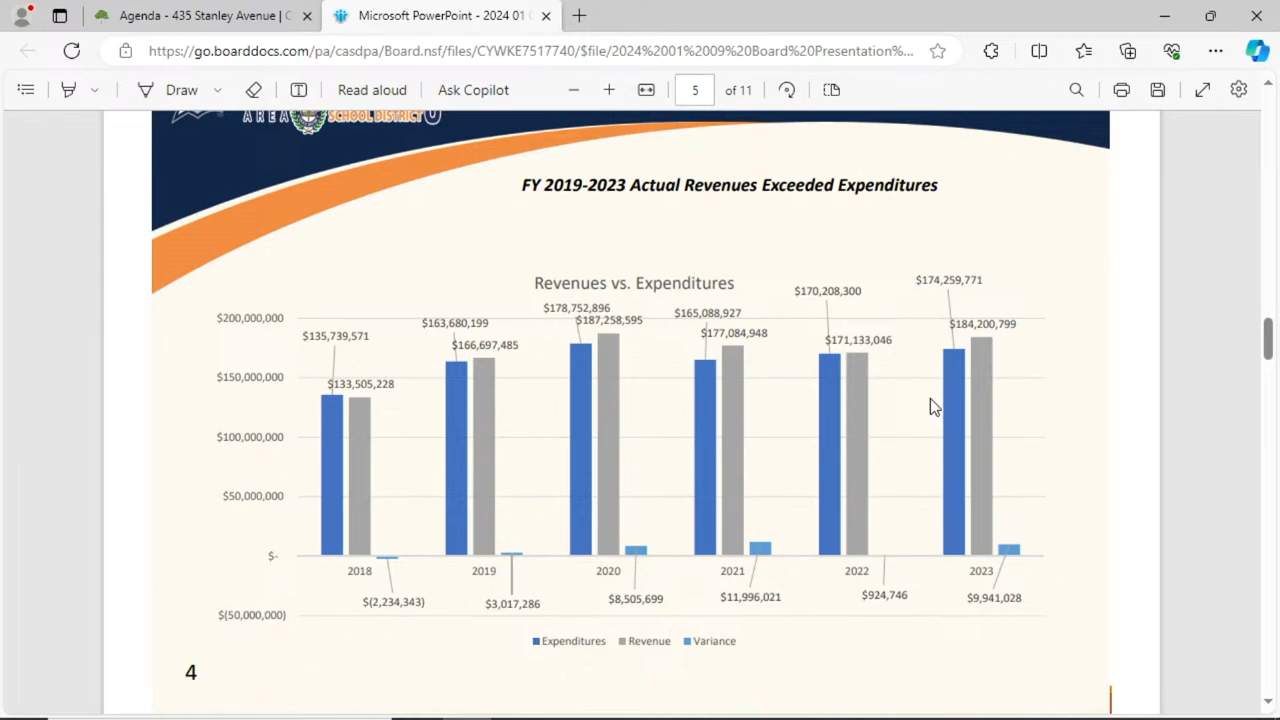 Agenda - 435 Stanley Avenue | C
Microsoft PowerPoint - 2024 01 0
https://go.boarddocs.com/pa/casdpa/Board.nsf/files/CYWKE7517740/$file/2024%2001%2009%20Board%20Presentation%...
Draw
Read aloud
Ask Copilot
5
of 11
AREA SCHOOL DISTRICT
FY 2019-2023 Actual Revenues Exceeded Expenditures
Revenues vs. Expenditures
$174,259,771
$170,208,300
$178,752,896
$165,088,927
$200,000,000
$187,258,595
$163,680,199
$184,200,799
$135,739,571
$177,084,948
$171,133,046
$166,697,485
$150,000,000
$133,505,228
$100,000,000
$50,000,000
$-
2018 2019 2020 2021 2022 2023
$(2,234,343) $3,017,286 $8,505,699 $11,996,021 $924,746 $9,941,028
$(50,000,000)
Expenditures Revenue Variance
4